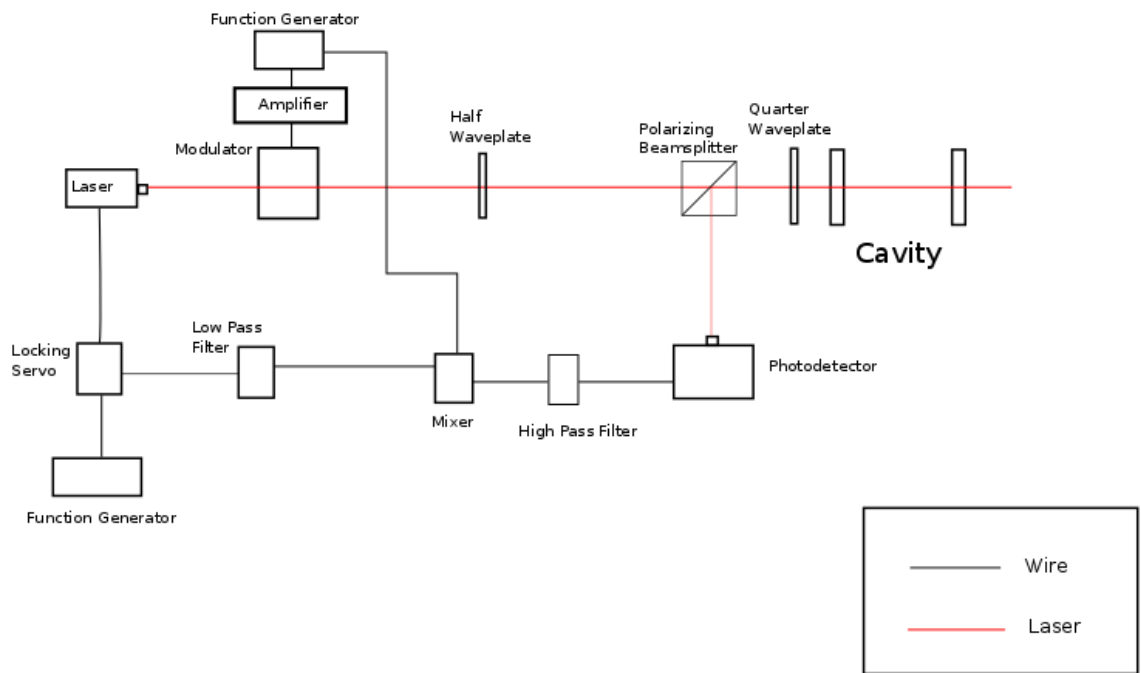 Function Generator
Amplifier
Modulator
Half
Waveplate
Polarizing
Beamsplitter
Quarter
Waveplate
Laser
Cavity
Low Pass
Filter
Locking
Servo
Mixer
High Pass Filter
Photodetector
Function Generator
Wire
Laser